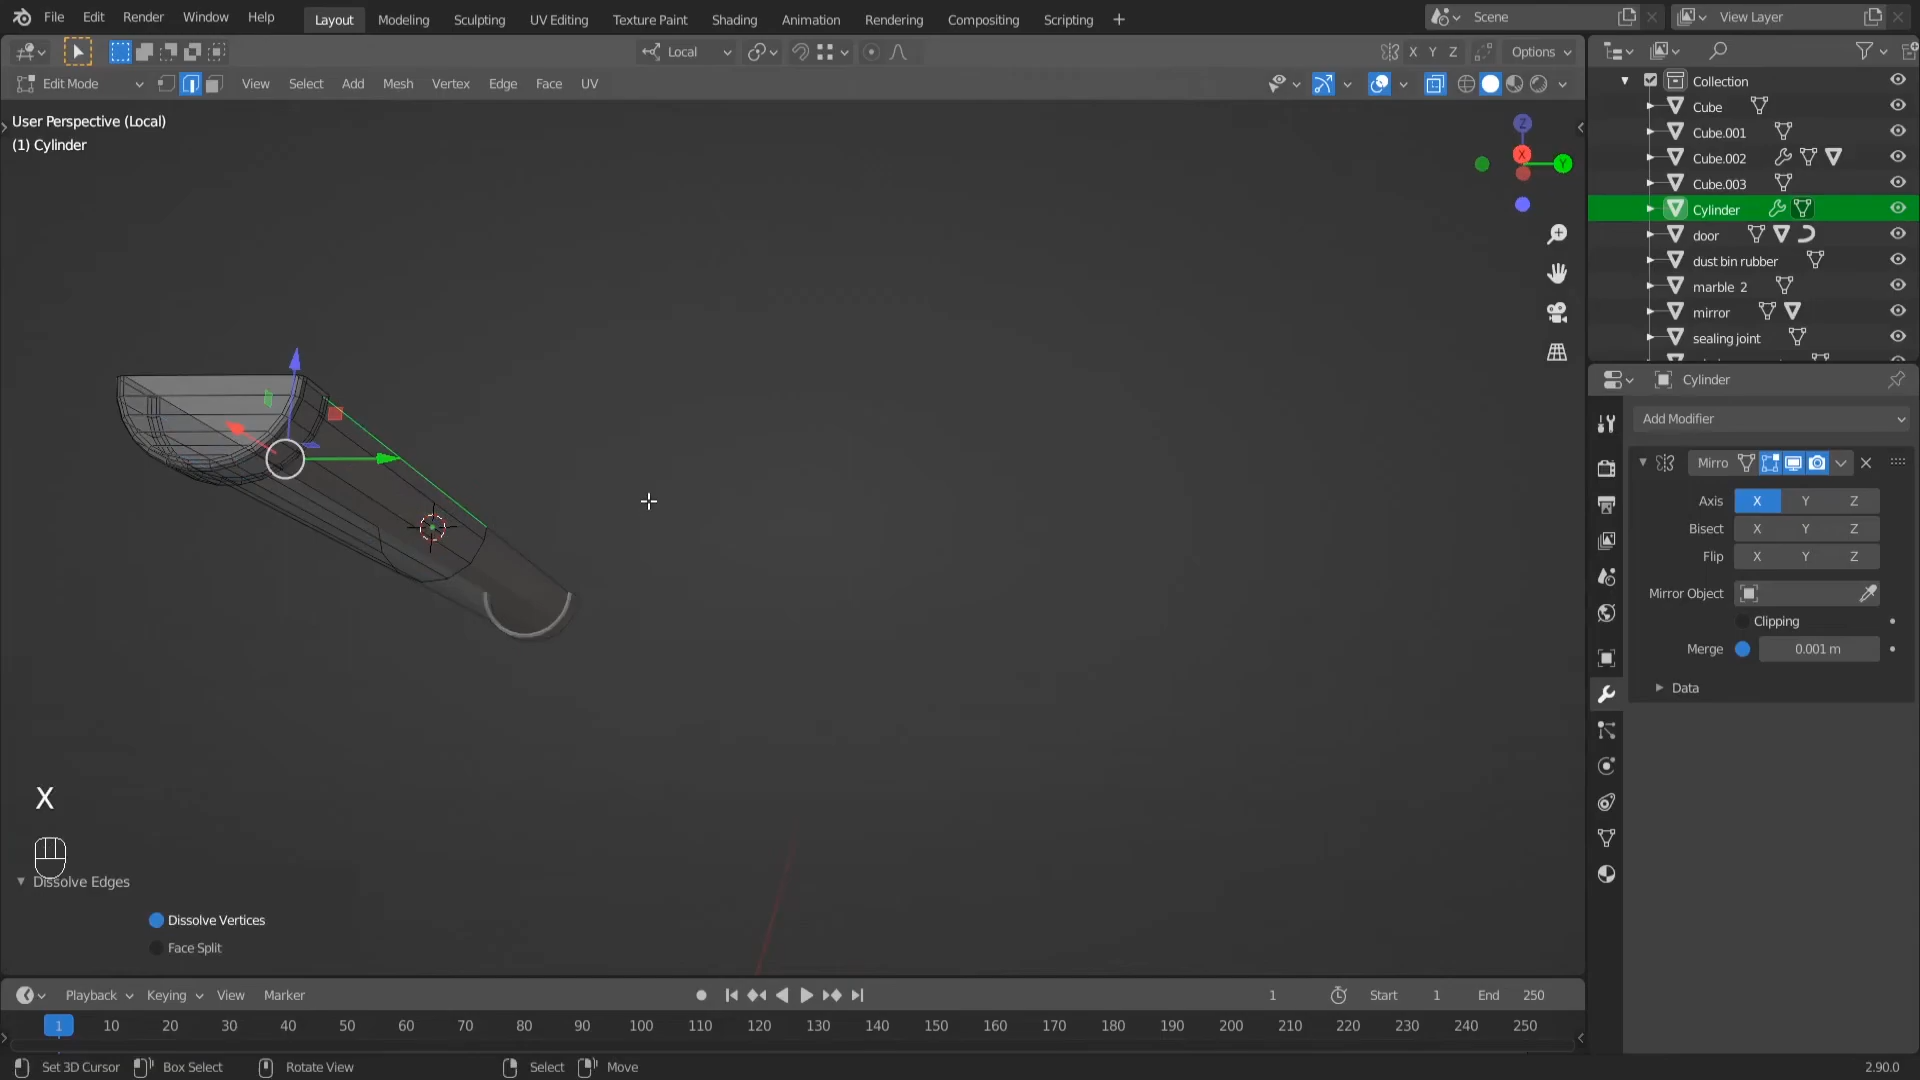 File Edit Render Window Help Layout Modeling Sculpting UV Editing Texture Paint Shading Animation Rendering Compositing Scripting + Scene View Layer
Local X Y Z Options
Edit Mode View Select Add Mesh Vertex Edge Face UV
User Perspective (Local)
(1) Cylinder
Z
X
Y
Collection
Cube
Cube.001
Cube.002
Cube.003
Cylinder
door
dust bin rubber
marble 2
mirror
sealing joint
Cylinder
Add Modifier
Mirro
Axis X Y Z
Bisect X Y Z
Flip X Y Z
Mirror Object
Clipping
Merge 0.001 m
Data
X
Dissolve Edges
Dissolve Vertices
Face Split
Playback Keying View Marker 1 Start 1 End 250
1 10 20 30 40 50 60 70 80 90 100 110 120 130 140 150 160 170 180 190 200 210 220 230 240 250
Set 3D Cursor Box Select Rotate View Select Move 2.90.0